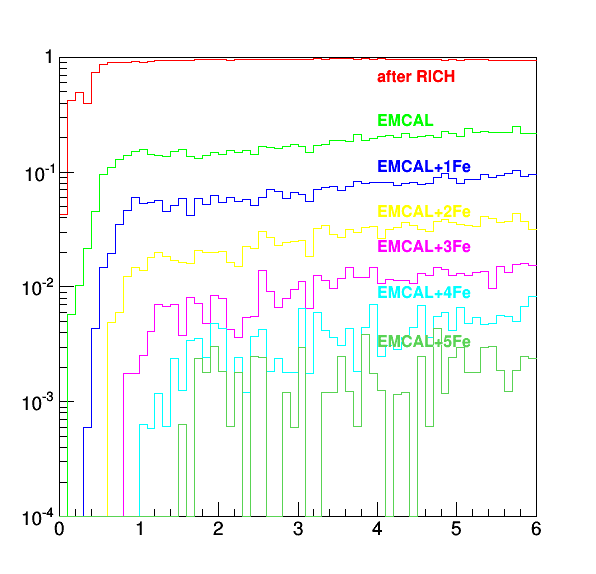 1
after RICH
EMCAL
10-1
EMCAL+1Fe
EMCAL+2Fe
EMCAL+3Fe
10-2
EMCAL+4Fe
EMCAL+5Fe
10-3
10-4
0 1 2 3 4 5 6